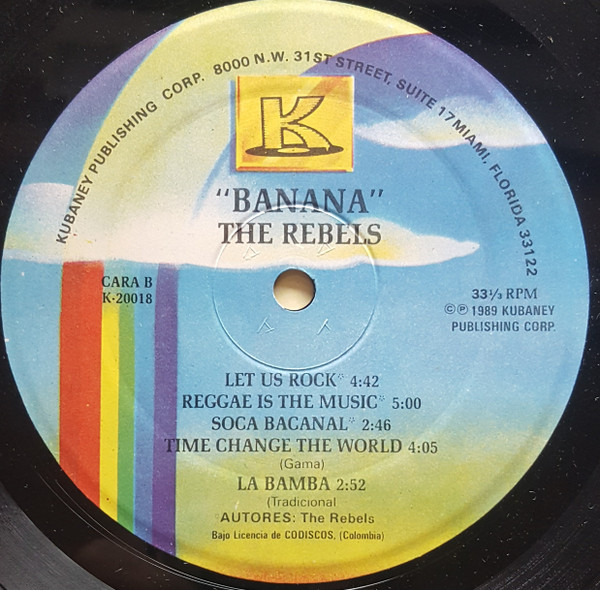 KUBANEY PUBLISHING CORP. 8000 N.W. 31ST STREET, SUITE 17 MIAMI, FLORIDA 33122
K
"BANANA"
THE REBELS
CARA B
K-20018
33⅓ RPM
©℗ 1989 KUBANEY
PUBLISHING CORP.
LET US ROCK* 4:42
REGGAE IS THE MUSIC* 5:00
SOCA BACANAL* 2:46
TIME CHANGE THE WORLD 4:05
(Gama)
LA BAMBA 2:52
(Tradicional
*AUTORES: The Rebels
Bajo Licencia de CODISCOS, (Colombia)